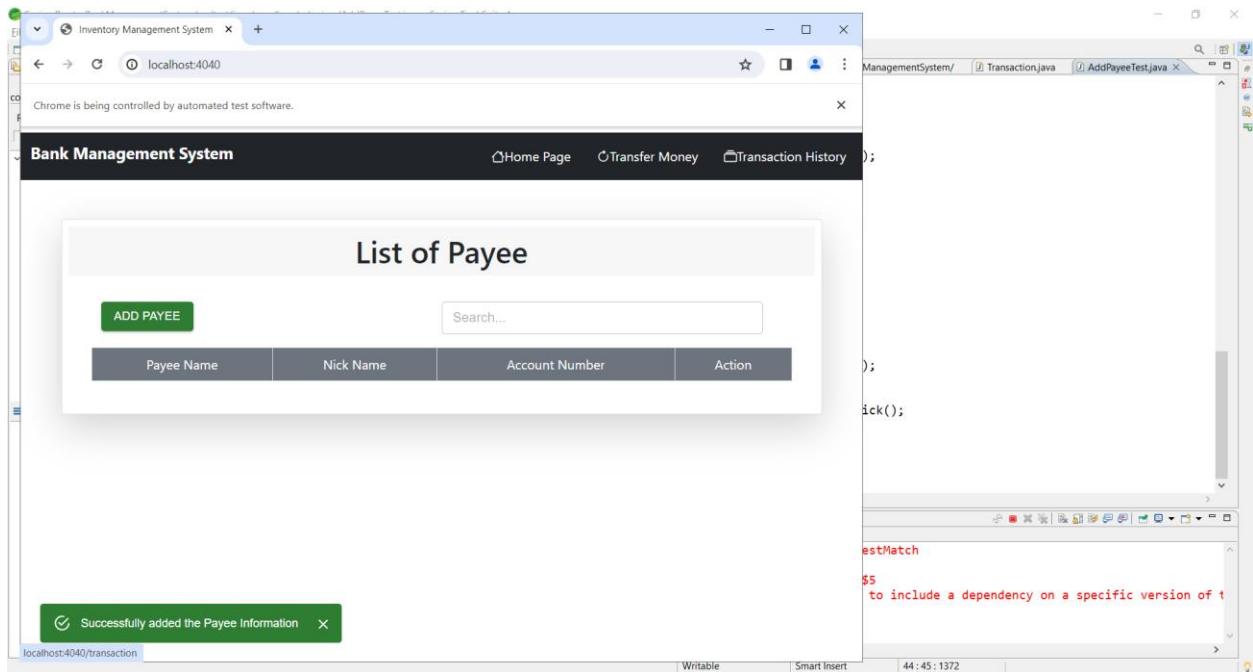 Inventory Management System
localhost:4040
ManagementSystem/ Transaction.java AddPayeeTest.java
Chrome is being controlled by automated test software.
Bank Management System Home Page Transfer Money Transaction History
);
List of Payee
ADD PAYEE Search...
Payee Name Nick Name Account Number Action
);
ick();
estMatch
$5
to include a dependency on a specific version of t
Successfully added the Payee Information
localhost:4040/transaction
Writable Smart Insert 44:45:1372